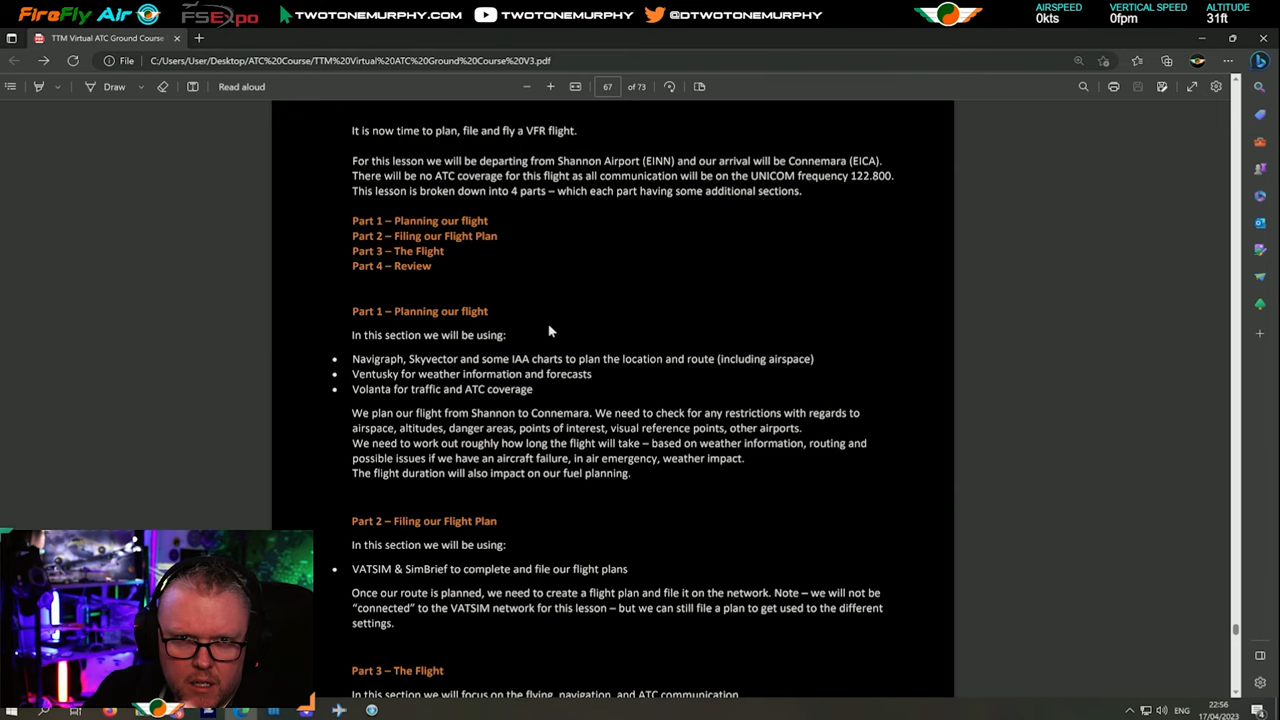 FIREFLY AIR
FSExpo
TWOTONEMURPHY.COM
TWOTONEMURPHY
@DTWOTONEMURPHY
AIRSPEED
0kts
VERTICAL SPEED
0fpm
ALTITUDE
31ft
TTM Virtual ATC Ground Course
File
C:/Users/User/Desktop/ATC%20Course/TTM%20Virtual%20ATC%20Ground%20Course%20V3.pdf
Draw
Read aloud
67 of 73
It is now time to plan, file and fly a VFR flight.
For this lesson we will be departing from Shannon Airport (EINN) and our arrival will be Connemara (EICA).
There will be no ATC coverage for this flight as all communication will be on the UNICOM frequency 122.800.
This lesson is broken down into 4 parts – which each part having some additional sections.
Part 1 – Planning our flight
Part 2 – Filing our Flight Plan
Part 3 – The Flight
Part 4 – Review
Part 1 – Planning our flight
In this section we will be using:
• Navigraph, Skyvector and some IAA charts to plan the location and route (including airspace)
• Ventusky for weather information and forecasts
• Volanta for traffic and ATC coverage
We plan our flight from Shannon to Connemara. We need to check for any restrictions with regards to
airspace, altitudes, danger areas, points of interest, visual reference points, other airports.
We need to work out roughly how long the flight will take – based on weather information, routing and
possible issues if we have an aircraft failure, in air emergency, weather impact.
The flight duration will also impact on our fuel planning.
Part 2 – Filing our Flight Plan
In this section we will be using:
• VATSIM & SimBrief to complete and file our flight plans
Once our route is planned, we need to create a flight plan and file it on the network. Note – we will not be
“connected” to the VATSIM network for this lesson – but we can still file a plan to get used to the different
settings.
Part 3 – The Flight
In this section we will focus on the flying, navigation, and ATC communication
ENG
22:56
17/04/2023
4